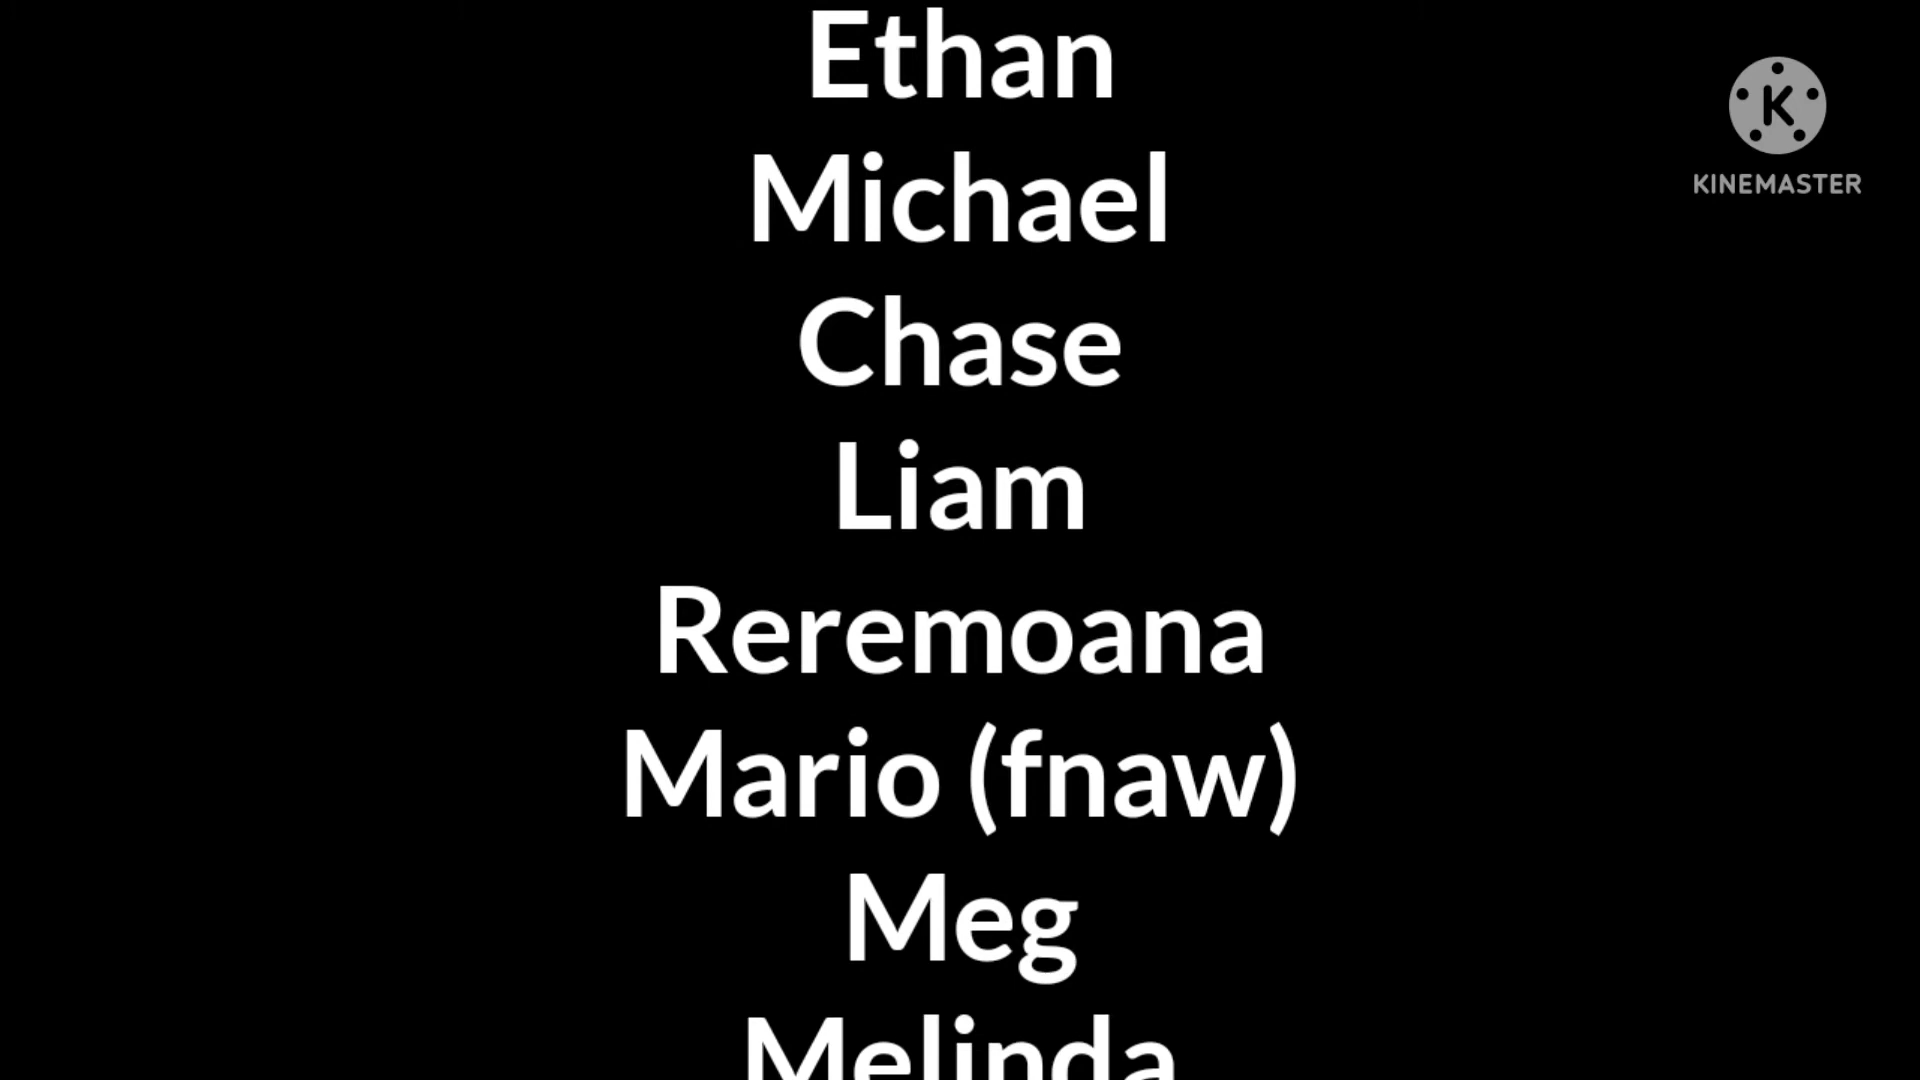 Ethan
K
KINEMASTER
Michael
Chase
Liam
Reremoana
Mario (fnaw)
Meg
Melinda